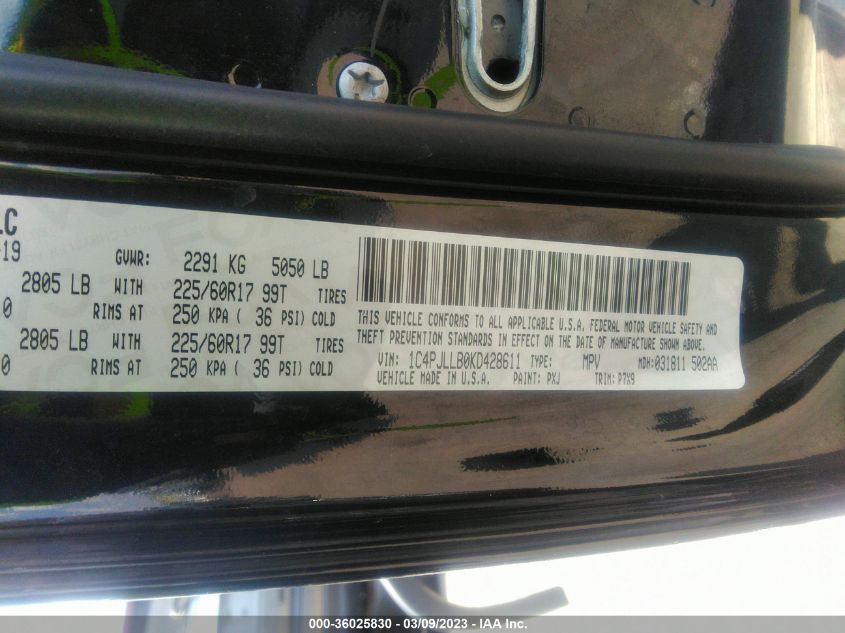 LC
19
GVWR: 2291 KG 5050 LB
2805 LB WITH 225/60R17 99T TIRES
0 RIMS AT 250 KPA ( 36 PSI) COLD
2805 LB WITH 225/60R17 99T TIRES
0 RIMS AT 250 KPA ( 36 PSI) COLD
THIS VEHICLE CONFORMS TO ALL APPLICABLE U.S.A. FEDERAL MOTOR VEHICLE SAFETY AND
THEFT PREVENTION STANDARDS IN EFFECT ON THE DATE OF MANUFACTURE SHOWN ABOVE.
VIN: 1C4PJLLB0KD428611 TYPE: MPV MDH: 031811 502AA
VEHICLE MADE IN U.S.A. PAINT: PXJ TRIM: P7X9
000-36025830 - 03/09/2023 - © IAA Inc.